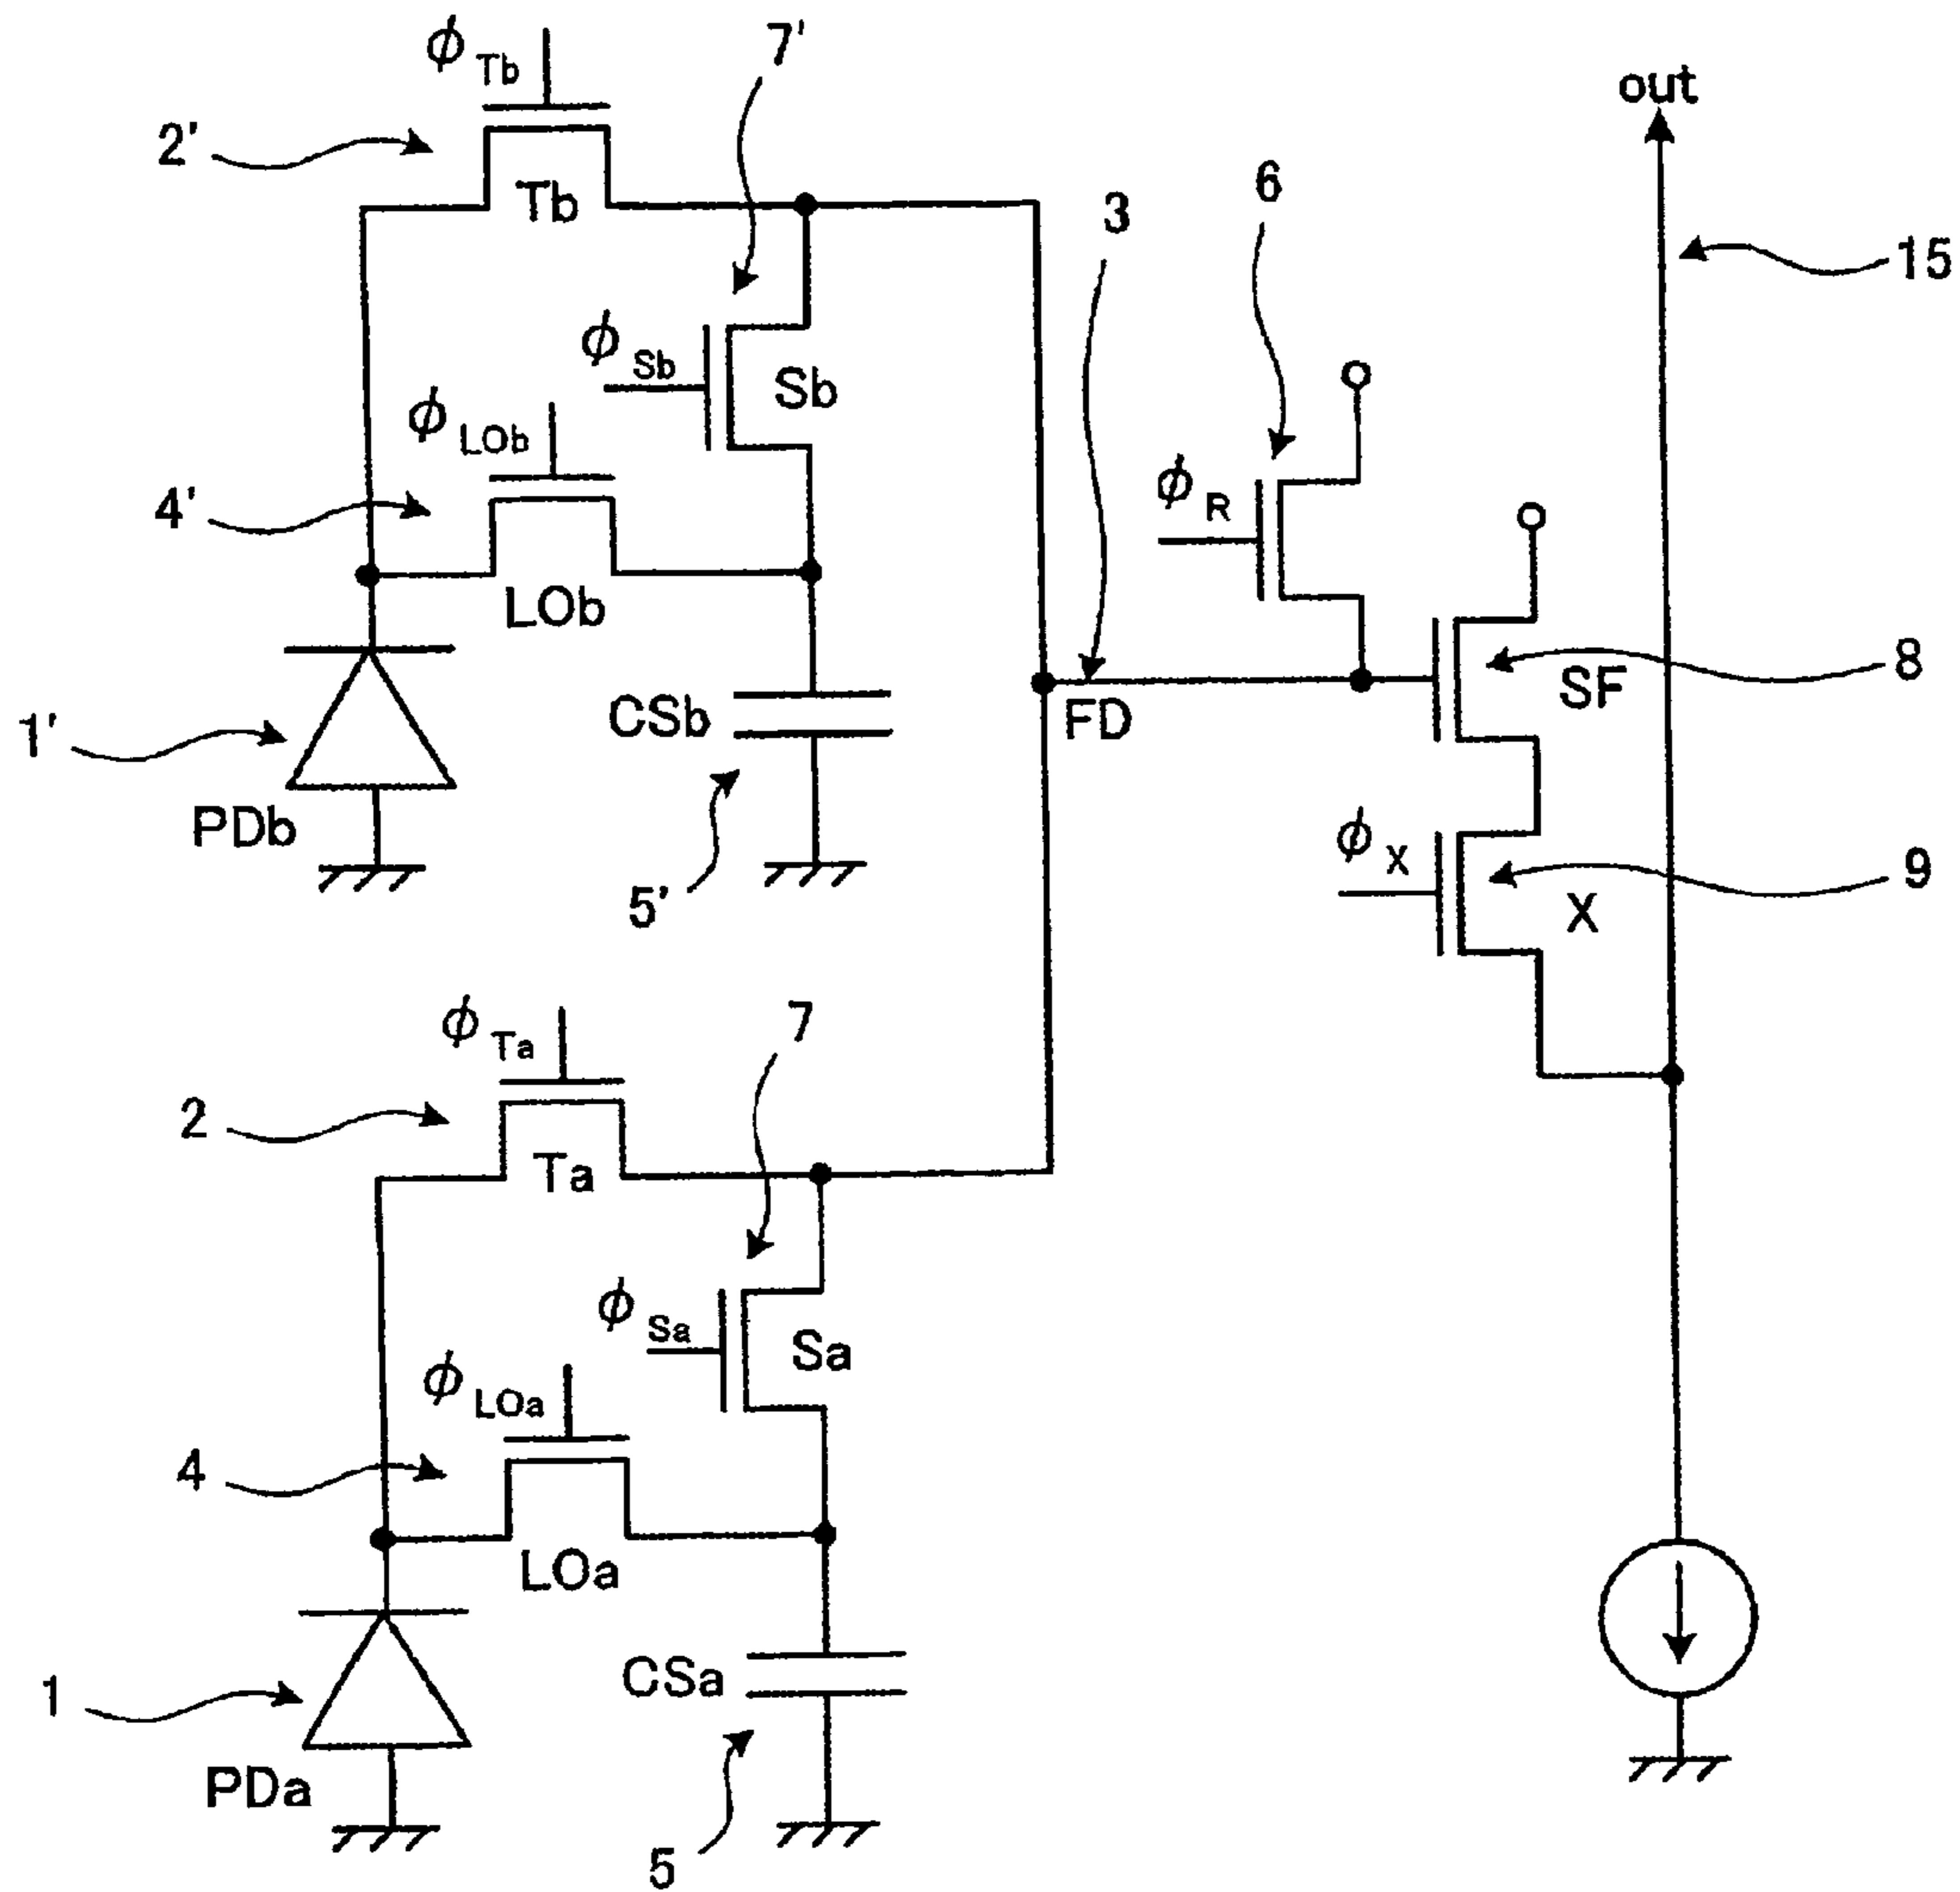 ϕTb
7'
out
2'
Tb
6
3
15
ϕSb
Sb
ϕLOb
4'
ϕR
LOb
8
SF
CSb
FD
1'
PDb
ϕX
9
5'
X
ϕTa
7
2
Ta
ϕSa
Sa
ϕLOa
4
LOa
CSa
1
PDa
5